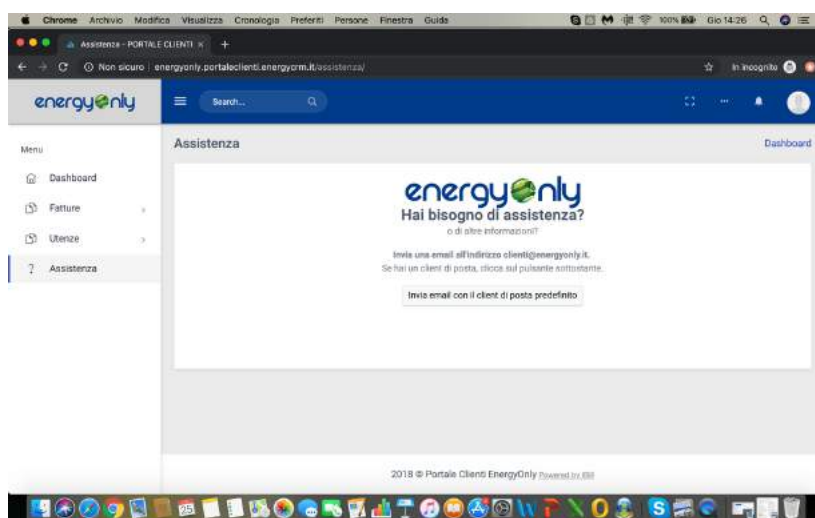 Chrome Archivio Modifica Visualizza Cronologia Preferiti Persone Finestra Guida 100% Gio 14:26
Assistenza - PORTALE CLIENTI × +
Non sicuro energyonly.portaleclienti.energycrm.it/assistenza/ In incognito
energyonly Search...
Menu
Dashboard
Fatture
Utenze
? Assistenza
Assistenza Dashboard
energyonly
Hai bisogno di assistenza?
o di altre informazioni?
Invia una email all'indirizzo clienti@energyonly.it.
Se hai un client di posta, clicca sul pulsante sottostante.
Invia email con il client di posta predefinito
2018 © Portale Clienti EnergyOnly Powered by
25